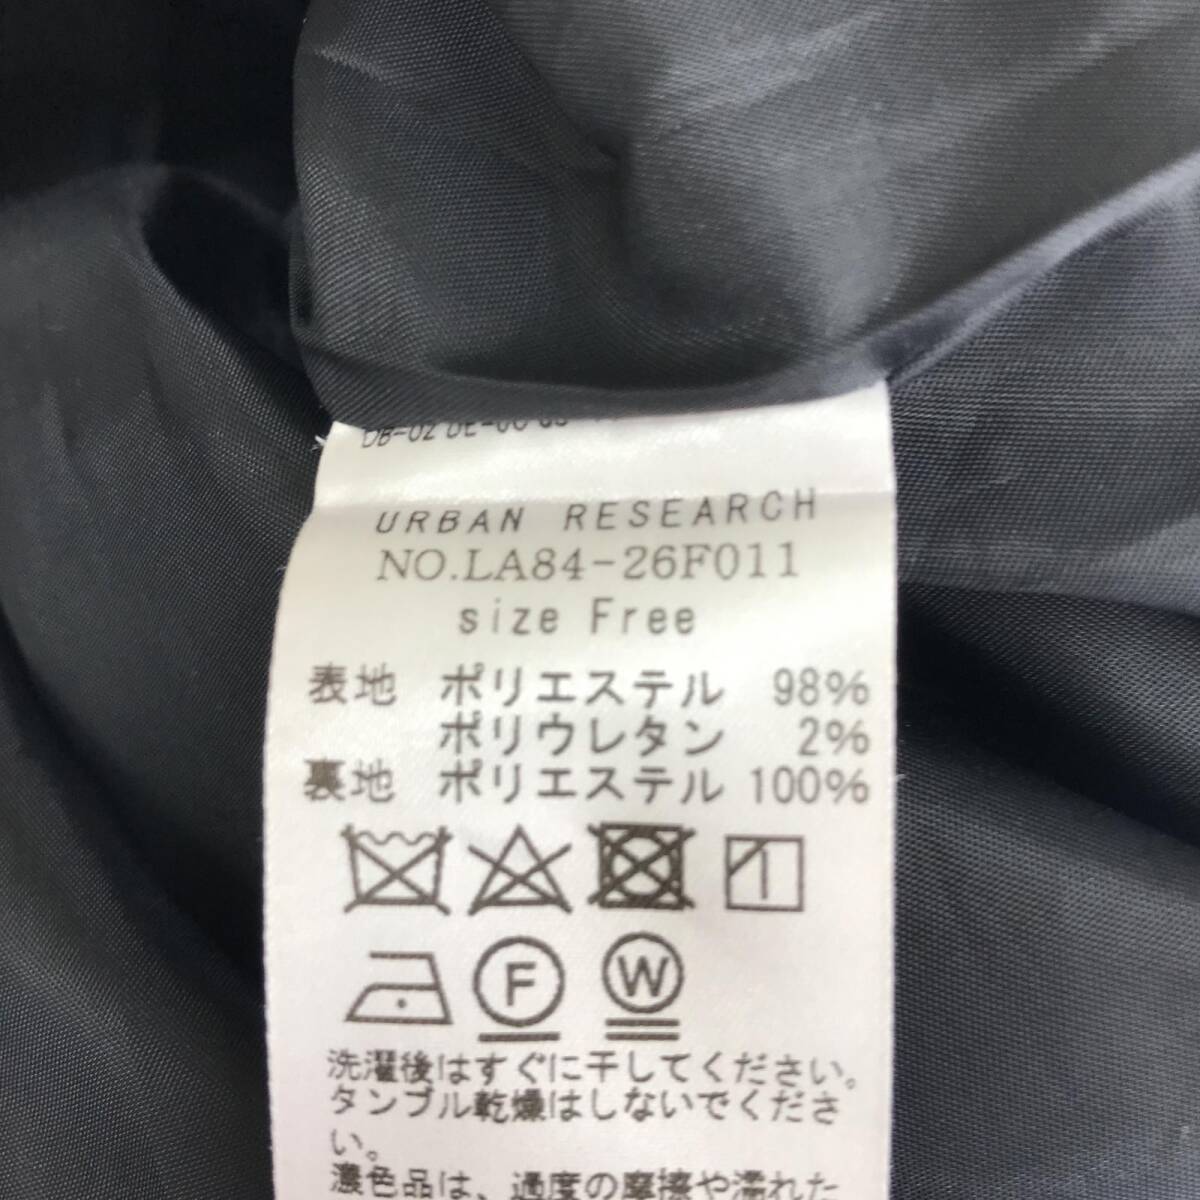 URBAN RESEARCH
NO.LA84-26F011
size Free
表地 ポリエステル 98%
ポリウレタン 2%
裏地 ポリエステル 100%
F W
洗濯後はすぐに干してください。
タンブル乾燥はしないでくださ
い。
濃色品は、過度の摩擦や濡れた